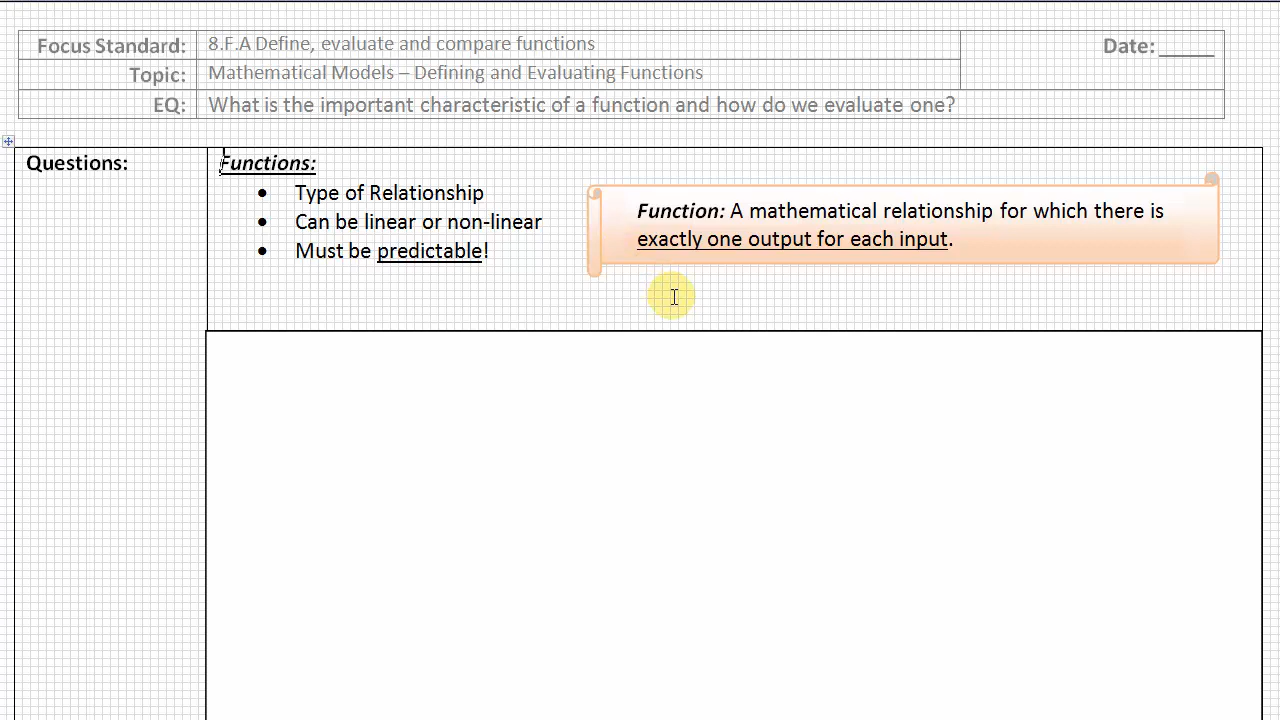 Focus Standard: 8.F.A Define, evaluate and compare functions Date: _____
Topic: Mathematical Models – Defining and Evaluating Functions
EQ: What is the important characteristic of a function and how do we evaluate one?
Questions:
Functions:
• Type of Relationship
• Can be linear or non-linear
• Must be predictable!
Function: A mathematical relationship for which there is
exactly one output for each input.